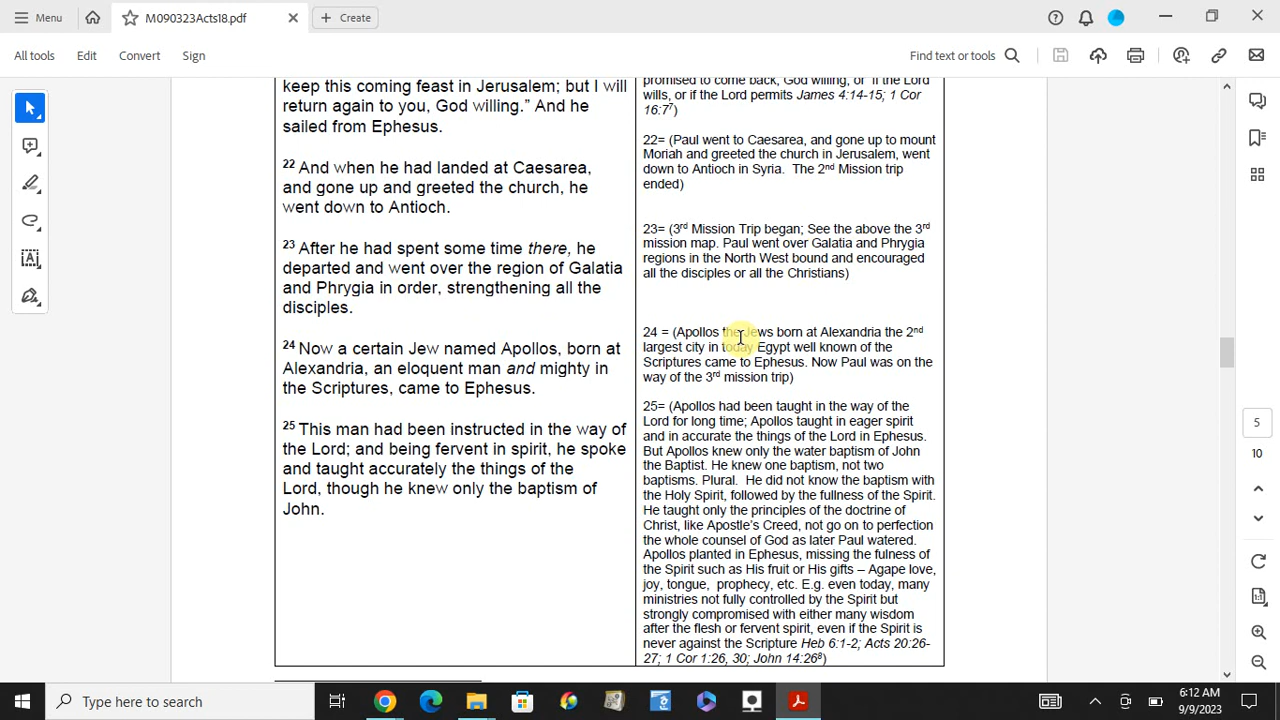 Menu
M090323Acts18.pdf
Create
All tools
Edit
Convert
Sign
Find text or tools
keep this coming feast in Jerusalem; but I will
return again to you, God willing.” And he
sailed from Ephesus.
22 And when he had landed at Caesarea,
and gone up and greeted the church, he
went down to Antioch.
23 After he had spent some time there, he
departed and went over the region of Galatia
and Phrygia in order, strengthening all the
disciples.
24 Now a certain Jew named Apollos, born at
Alexandria, an eloquent man and mighty in
the Scriptures, came to Ephesus.
25 This man had been instructed in the way of
the Lord; and being fervent in spirit, he spoke
and taught accurately the things of the
Lord, though he knew only the baptism of
John.
promised to come back, God willing, or “if the Lord
wills, or if the Lord permits James 4:14-15; 1 Cor
16:7⁷)
22= (Paul went to Caesarea, and gone up to mount
Moriah and greeted the church in Jerusalem, went
down to Antioch in Syria. The 2nd Mission trip
ended)
23= (3rd Mission Trip began; See the above the 3rd
mission map. Paul went over Galatia and Phrygia
regions in the North West bound and encouraged
all the disciples or all the Christians)
24 = (Apollos the Jews born at Alexandria the 2nd
largest city in today Egypt well known of the
Scriptures came to Ephesus. Now Paul was on the
way of the 3rd mission trip)
25= (Apollos had been taught in the way of the
Lord for long time; Apollos taught in eager spirit
and in accurate the things of the Lord in Ephesus.
But Apollos knew only the water baptism of John
the Baptist. He knew one baptism, not two
baptisms. Plural. He did not know the baptism with
the Holy Spirit, followed by the fullness of the Spirit.
He taught only the principles of the doctrine of
Christ, like Apostle’s Creed, not go on to perfection
the whole counsel of God as later Paul watered.
Apollos planted in Ephesus, missing the fulness of
the Spirit such as His fruit or His gifts – Agape love,
joy, tongue, prophecy, etc. E.g. even today, many
ministries not fully controlled by the Spirit but
strongly compromised with either many wisdom
after the flesh or fervent spirit, even if the Spirit is
never against the Scripture Heb 6:1-2; Acts 20:26-
27; 1 Cor 1:26, 30; John 14:26⁸)
5
10
Type here to search
6:12 AM
9/9/2023